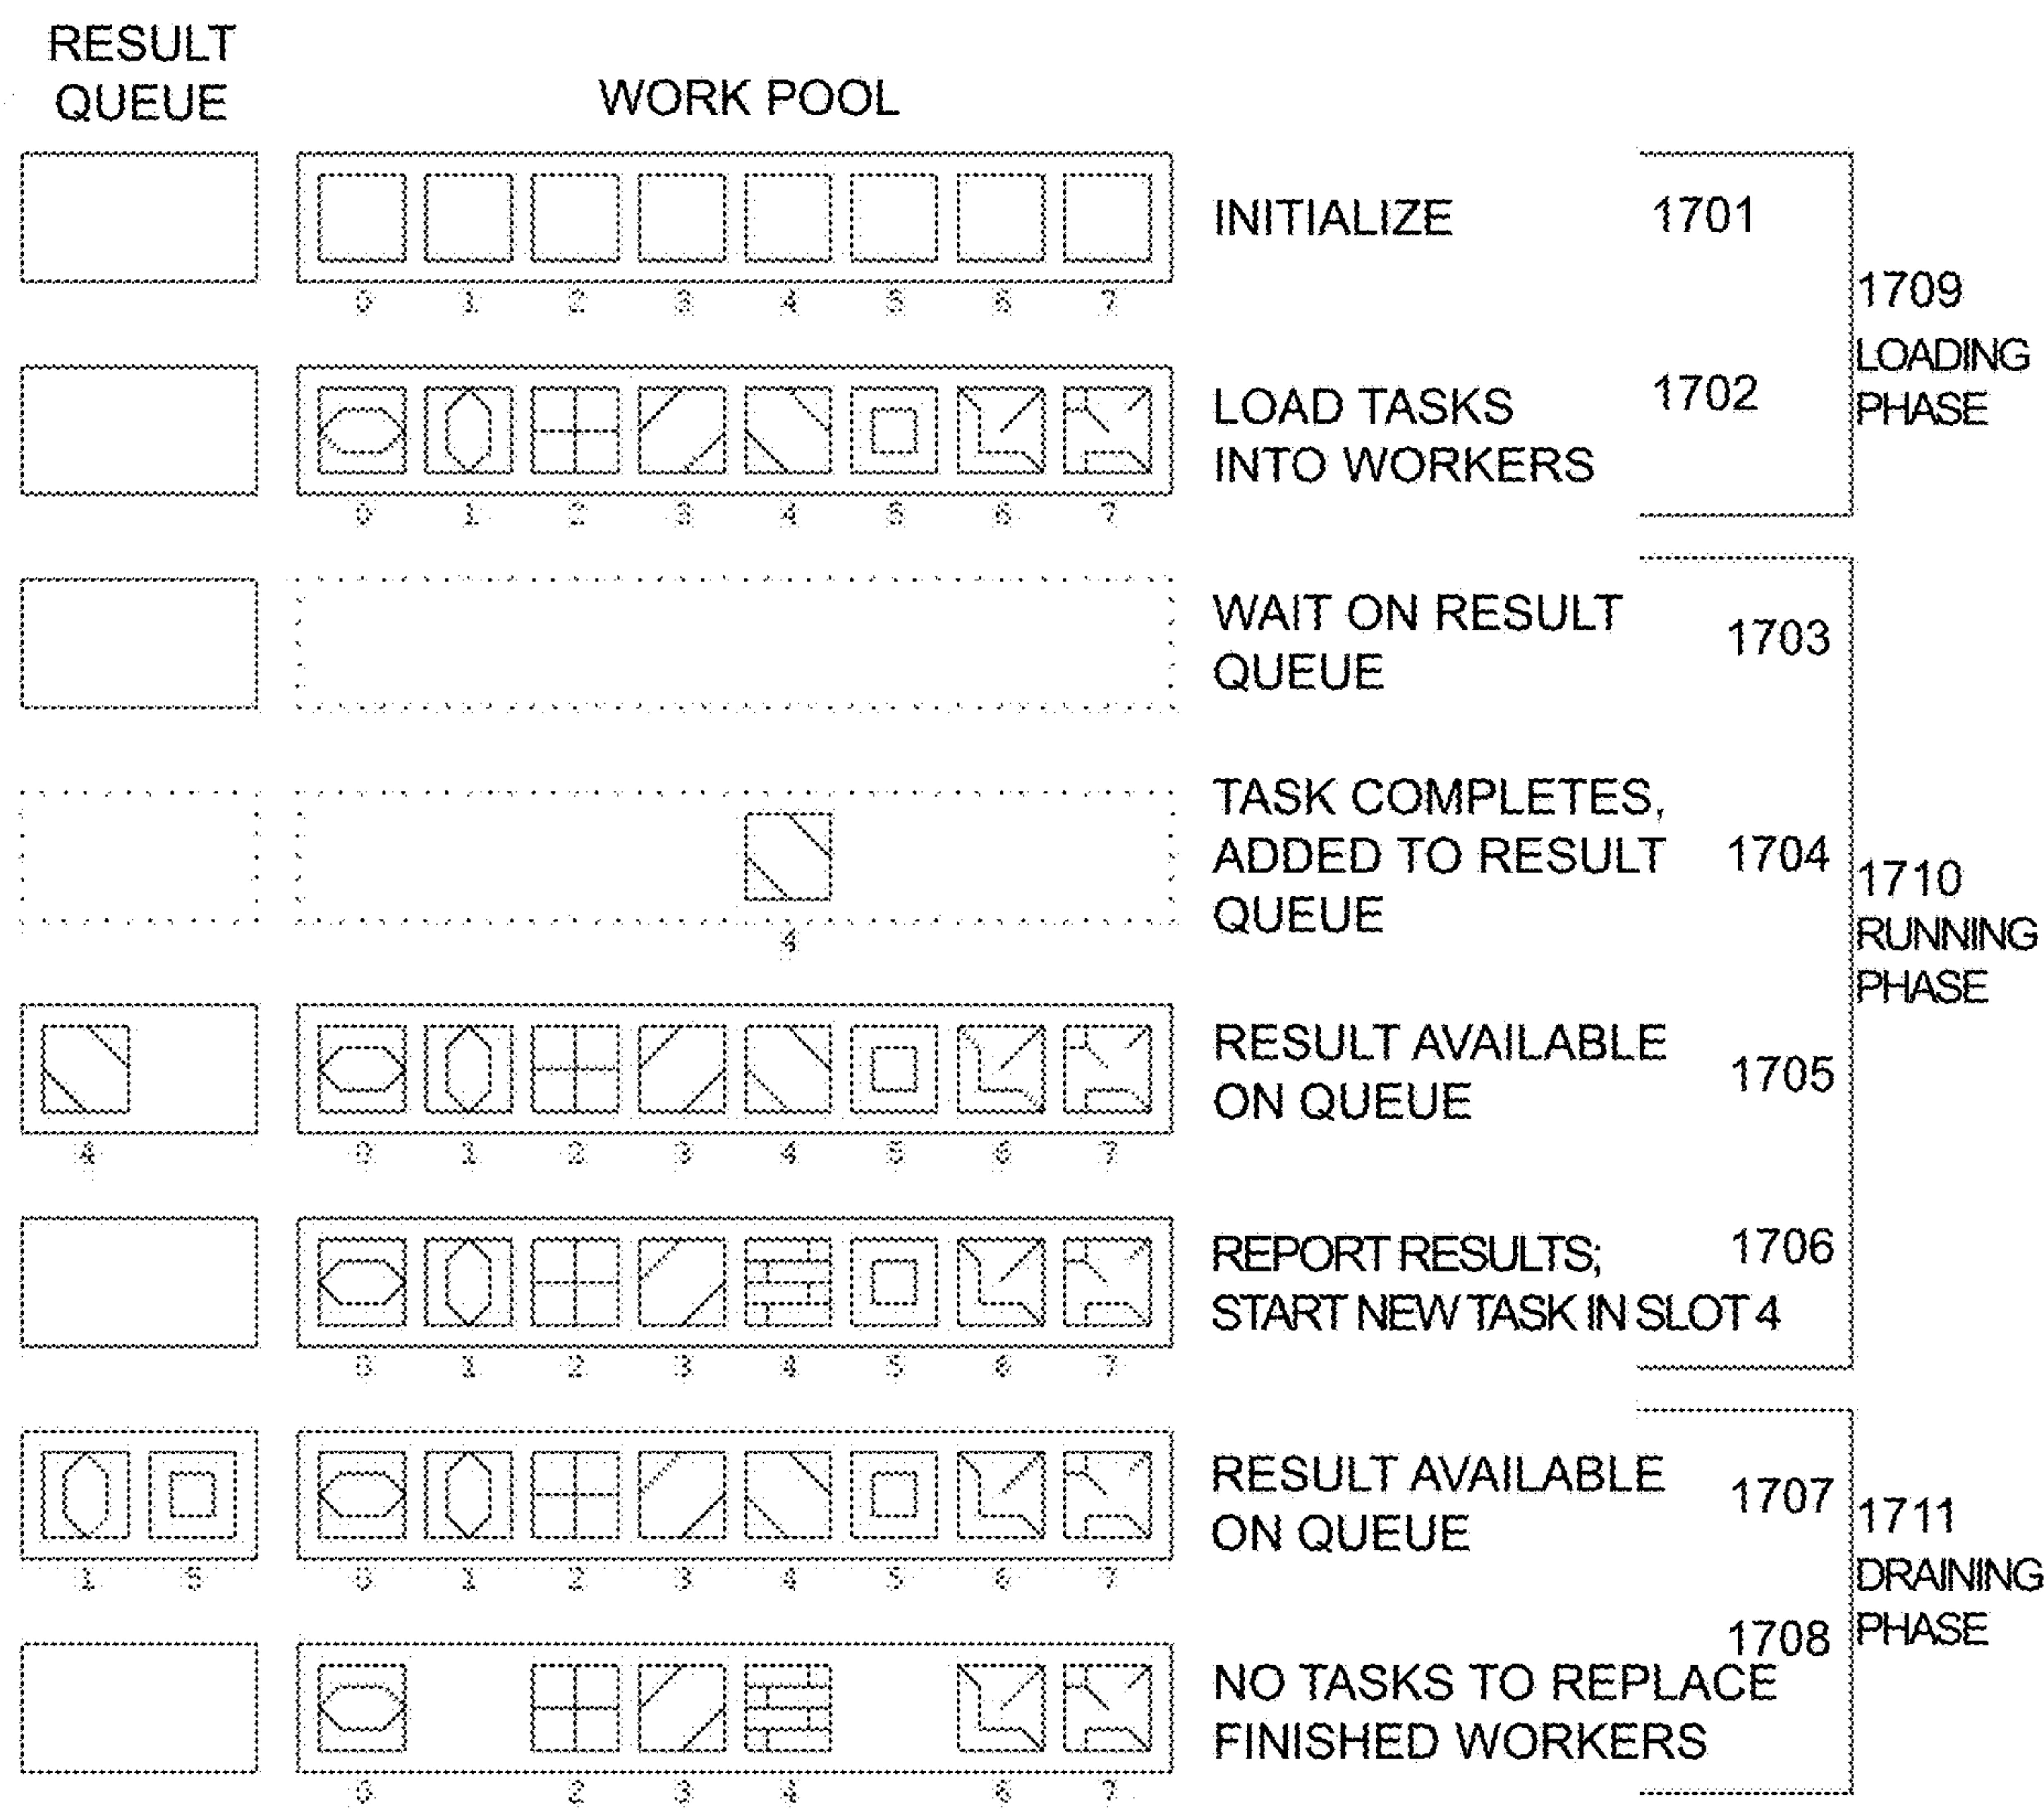 RESULT
QUEUE
WORK POOL
INITIALIZE
1701
0 1 2 3 4 5 6 7
1709
LOADING
PHASE
LOAD TASKS
INTO WORKERS
1702
0 1 2 3 4 5 6 7
WAIT ON RESULT
QUEUE
1703
TASK COMPLETES,
ADDED TO RESULT
QUEUE
1704
4
1710
RUNNING
PHASE
RESULT AVAILABLE
ON QUEUE
1705
4 0 1 2 3 4 5 6 7
REPORT RESULTS;
START NEW TASK IN SLOT 4
1706
0 1 2 3 4 5 6 7
RESULT AVAILABLE
ON QUEUE
1707
1 5 0 1 2 3 4 5 6 7
1711
DRAINING
PHASE
1708
NO TASKS TO REPLACE
FINISHED WORKERS
0 2 3 4 6 7